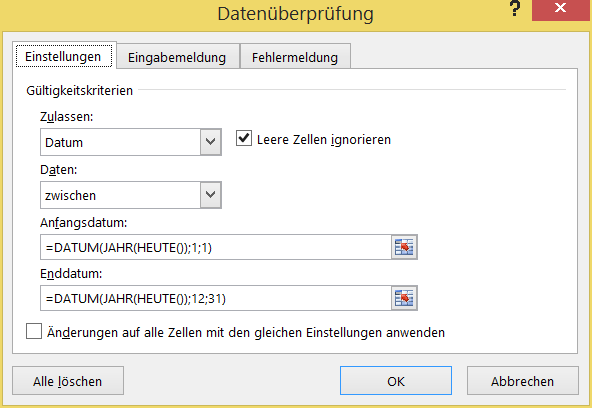 Datenüberprüfung
?
Einstellungen Eingabemeldung Fehlermeldung
Gültigkeitskriterien
Zulassen:
Datum
Leere Zellen ignorieren
Daten:
zwischen
Anfangsdatum:
=DATUM(JAHR(HEUTE());1;1)
Enddatum:
=DATUM(JAHR(HEUTE());12;31)
Änderungen auf alle Zellen mit den gleichen Einstellungen anwenden
Alle löschen OK Abbrechen